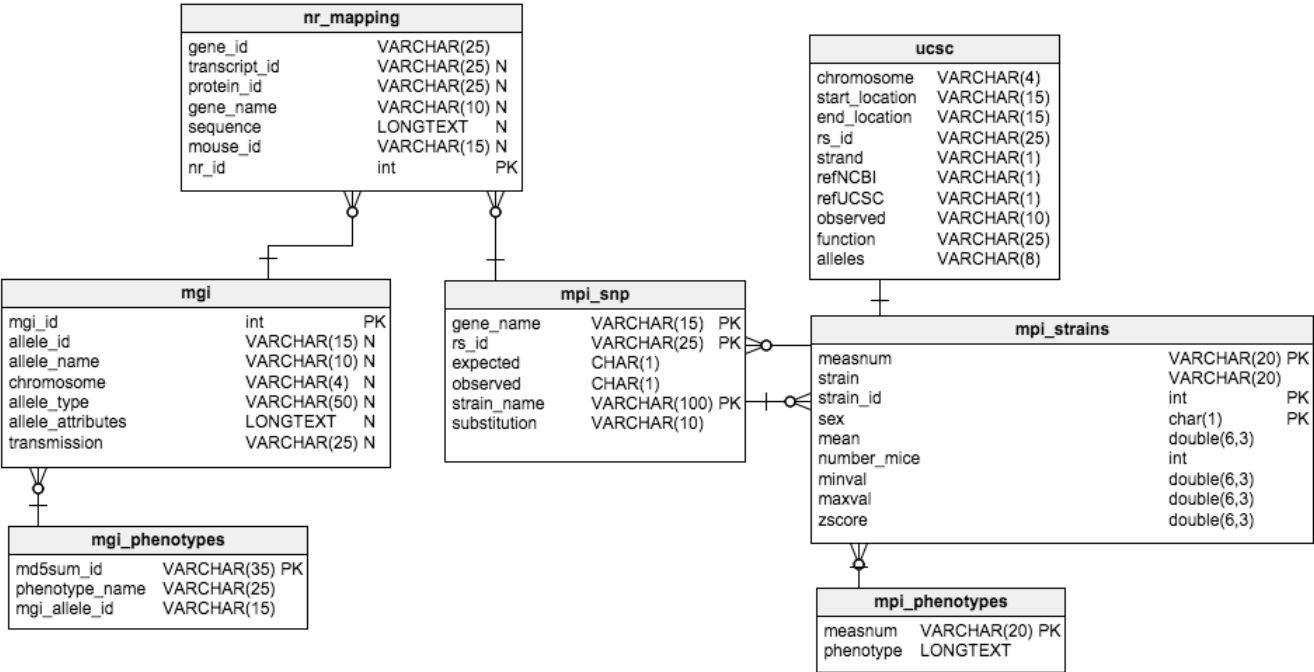 nr_mapping
gene_id VARCHAR(25)
transcript_id VARCHAR(25) N
protein_id VARCHAR(25) N
gene_name VARCHAR(10) N
sequence LONGTEXT N
mouse_id VARCHAR(15) N
nr_id int PK
ucsc
chromosome VARCHAR(4)
start_location VARCHAR(15)
end_location VARCHAR(15)
rs_id VARCHAR(25)
strand VARCHAR(1)
refNCBI VARCHAR(1)
refUCSC VARCHAR(1)
observed VARCHAR(10)
function VARCHAR(25)
alleles VARCHAR(8)
mgi
mgi_id int PK
allele_id VARCHAR(15) N
allele_name VARCHAR(10) N
chromosome VARCHAR(4) N
allele_type VARCHAR(50) N
allele_attributes LONGTEXT N
transmission VARCHAR(25) N
mpi_snp
gene_name VARCHAR(15) PK
rs_id VARCHAR(25) PK
expected CHAR(1)
observed CHAR(1)
strain_name VARCHAR(100) PK
substitution VARCHAR(10)
mpi_strains
measnum VARCHAR(20) PK
strain VARCHAR(20)
strain_id int PK
sex char(1) PK
mean double(6,3)
number_mice int
minval double(6,3)
maxval double(6,3)
zscore double(6,3)
mgi_phenotypes
md5sum_id VARCHAR(35) PK
phenotype_name VARCHAR(25)
mgi_allele_id VARCHAR(15)
mpi_phenotypes
measnum VARCHAR(20) PK
phenotype LONGTEXT